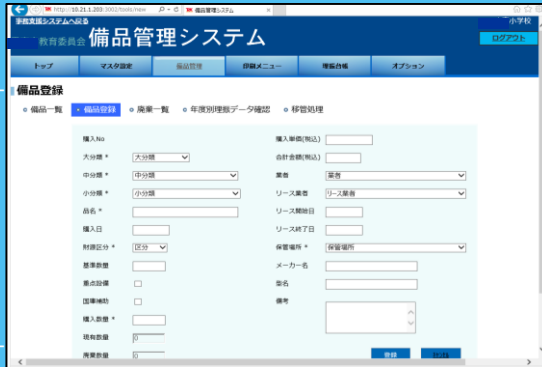 http://10.21.1.203:3002/tools/new
備品管理システム
事務支援システムへ戻る
小学校
教育委員会 備品管理システム
ログアウト
トップ
マスタ設定
備品管理
印刷メニュー
増振台帳
オプション
備品登録
備品一覧
備品登録
廃棄一覧
年度別増振データ確認
移管処理
購入No
大分類 * 大分類
中分類 * 中分類
小分類 * 小分類
品名 *
購入日
財源区分 * 区分
基準数量
重点設備
国庫補助
購入数量 *
現有数量 0
廃棄数量 0
購入単価(税込)
合計金額(税込)
業者 業者
リース業者 リース業者
リース開始日
リース終了日
保管場所 * 保管場所
メーカー名
型名
備考
登録